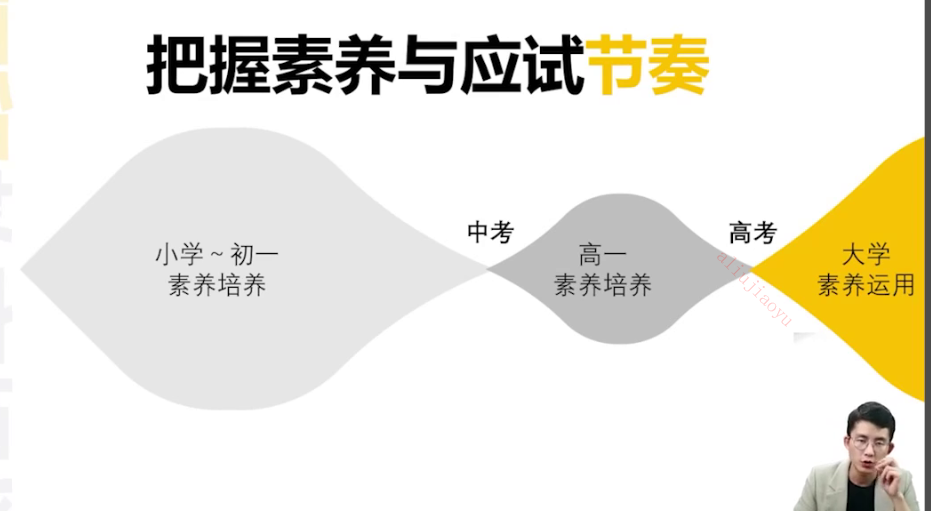 把握素养与应试节奏
中考
高考
小学~初一
素养培养
高一
素养培养
大学
素养运用
aliujiaoyu